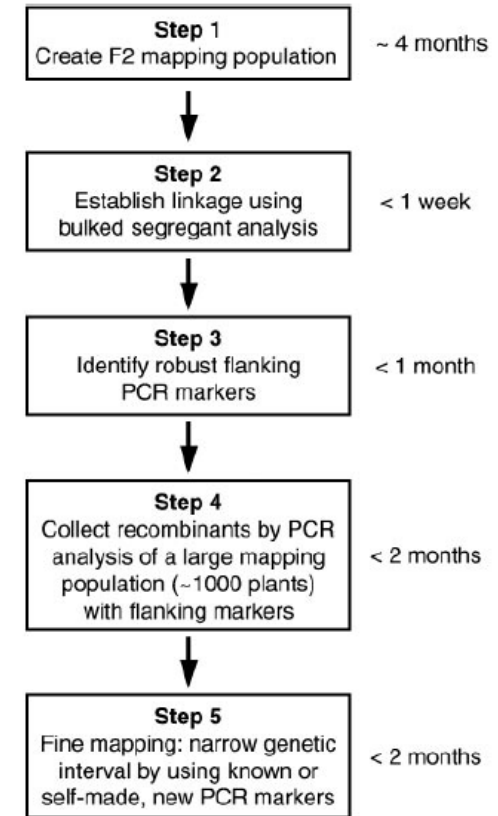 Step 1
Create F2 mapping population
~ 4 months
Step 2
Establish linkage using
bulked segregant analysis
< 1 week
Step 3
Identify robust flanking
PCR markers
< 1 month
Step 4
Collect recombinants by PCR
analysis of a large mapping
population (~1000 plants)
with flanking markers
< 2 months
Step 5
Fine mapping: narrow genetic
interval by using known or
self-made, new PCR markers
< 2 months